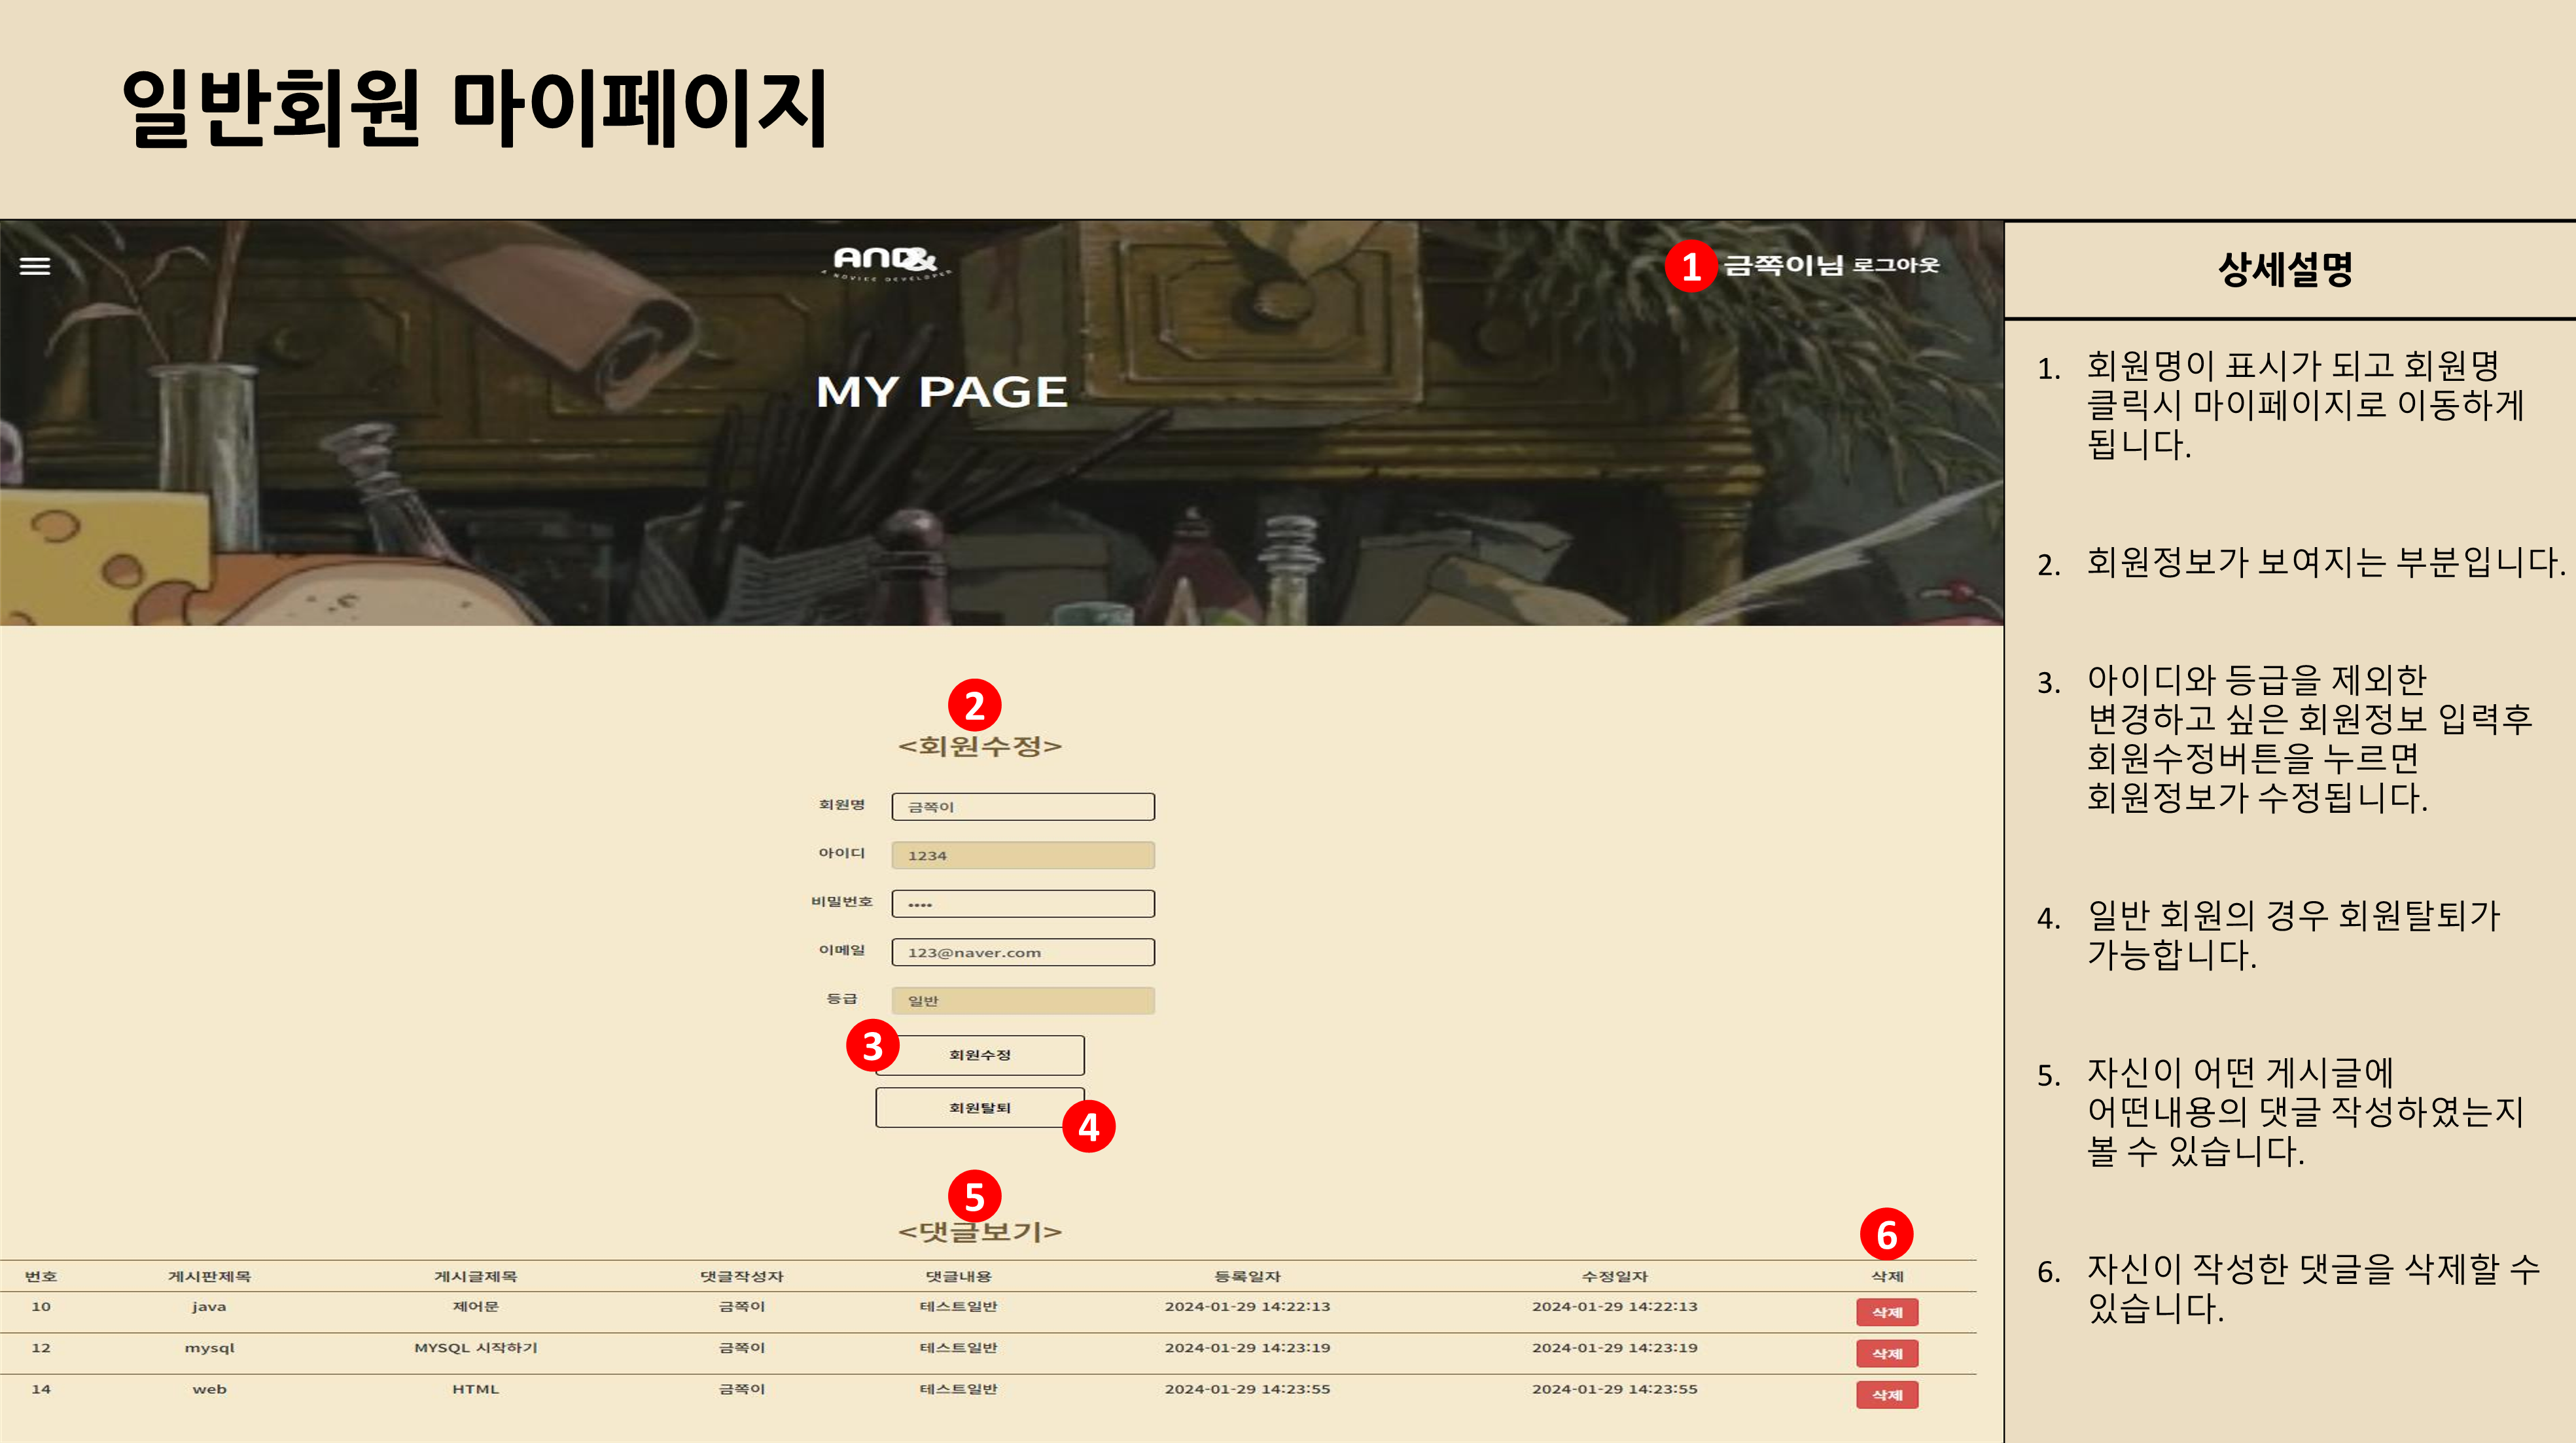 일반회원 마이페이지
AND&
A NOVICE DEVELOPER
1 금쪽이님 로그아웃
MY PAGE
2
<회원수정>
회원명 금쪽이
아이디 1234
비밀번호 ••••
이메일 123@naver.com
등급 일반
3 회원수정
회원탈퇴
4
5
<댓글보기>
6
번호 게시판제목 게시글제목 댓글작성자 댓글내용 등록일자 수정일자 삭제
10 java 제어문 금쪽이 테스트일반 2024-01-29 14:22:13 2024-01-29 14:22:13 삭제
12 mysql MYSQL 시작하기 금쪽이 테스트일반 2024-01-29 14:23:19 2024-01-29 14:23:19 삭제
14 web HTML 금쪽이 테스트일반 2024-01-29 14:23:55 2024-01-29 14:23:55 삭제
상세설명
1. 회원명이 표시가 되고 회원명
클릭시 마이페이지로 이동하게
됩니다.
2. 회원정보가 보여지는 부분입니다.
3. 아이디와 등급을 제외한
변경하고 싶은 회원정보 입력후
회원수정버튼을 누르면
회원정보가 수정됩니다.
4. 일반 회원의 경우 회원탈퇴가
가능합니다.
5. 자신이 어떤 게시글에
어떤내용의 댓글 작성하였는지
볼 수 있습니다.
6. 자신이 작성한 댓글을 삭제할 수
있습니다.